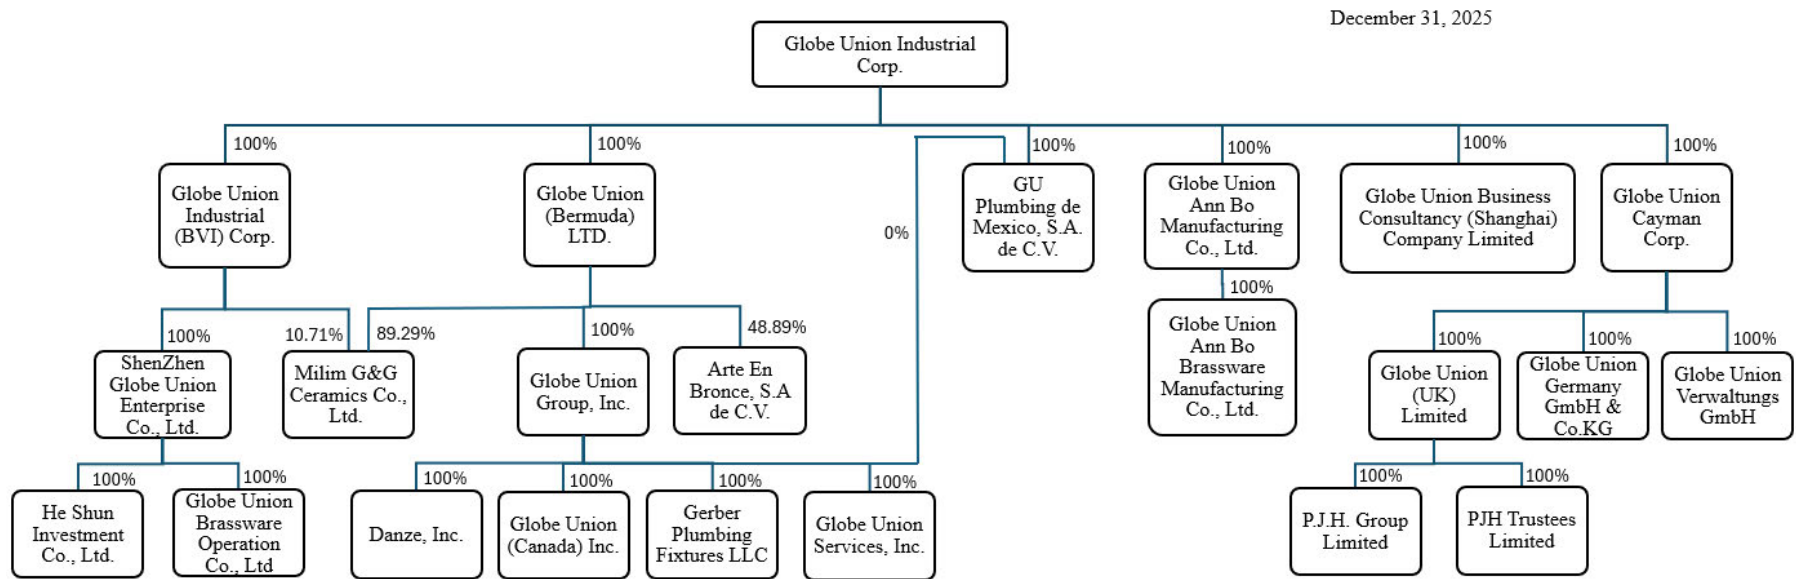 December 31, 2025
Globe Union Industrial
Corp.
100%
100%
100%
100%
100%
100%
Globe Union
Industrial
(BVI) Corp.
Globe Union
(Bermuda)
LTD.
0%
GU
Plumbing de
Mexico, S.A.
de C.V.
Globe Union
Ann Bo
Manufacturing
Co., Ltd.
Globe Union Business
Consultancy (Shanghai)
Company Limited
Globe Union
Cayman
Corp.
100%
10.71%
89.29%
100%
48.89%
100%
100%
100%
100%
ShenZhen
Globe Union
Enterprise
Co., Ltd.
Milim G&G
Ceramics Co.,
Ltd.
Globe Union
Group, Inc.
Arte En
Bronce, S.A
de C.V.
Globe Union
Ann Bo
Brassware
Manufacturing
Co., Ltd.
Globe Union
(UK)
Limited
Globe Union
Germany
GmbH &
Co.KG
Globe Union
Verwaltungs
GmbH
100%
100%
100%
100%
100%
100%
100%
100%
He Shun
Investment
Co., Ltd.
Globe Union
Brassware
Operation
Co., Ltd
Danze, Inc.
Globe Union
(Canada) Inc.
Gerber
Plumbing
Fixtures LLC
Globe Union
Services, Inc.
P.J.H. Group
Limited
PJH Trustees
Limited